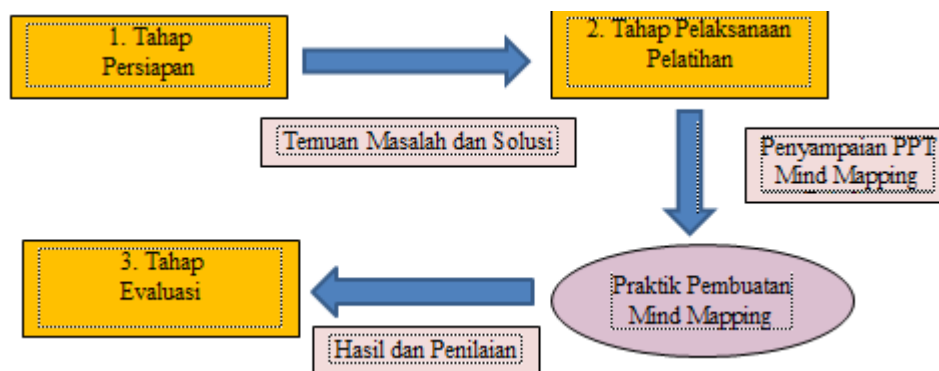 1. Tahap
Persiapan
2. Tahap Pelaksanaan
Pelatihan
Temuan Masalah dan Solusi
Penyampaian PPT
Mind Mapping
Praktik Pembuatan
Mind Mapping
3. Tahap
Evaluasi
Hasil dan Penilaian